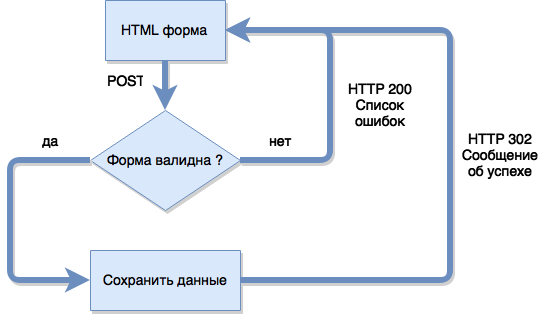 HTML форма
POST
HTTP 200
Список
ошибок
да
нет
HTTP 302
Сообщение
об успехе
Форма валидна ?
Сохранить данные